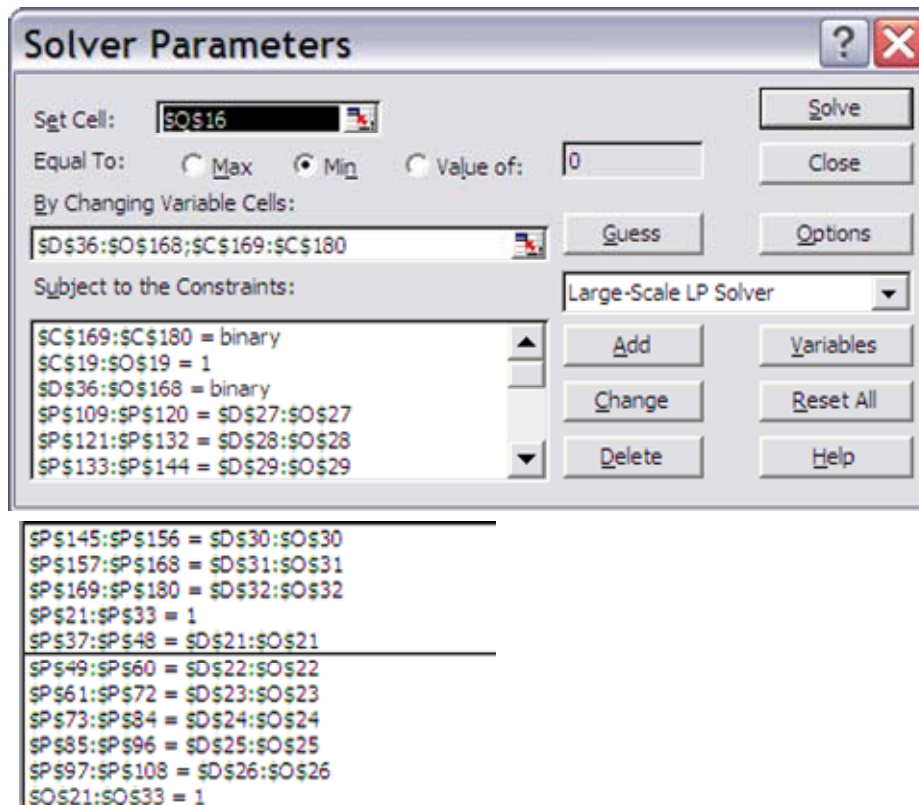 Solver Parameters
Set Cell: $Q$16 Solve
Equal To: Max Min Value of: 0 Close
By Changing Variable Cells:
$D$36:$O$168;$C$169:$C$180 Guess Options
Subject to the Constraints: Large-Scale LP Solver
$C$169:$C$180 = binary Add Variables
$C$19:$O$19 = 1
$D$36:$O$168 = binary Change Reset All
$P$109:$P$120 = $D$27:$O$27
$P$121:$P$132 = $D$28:$O$28
$P$133:$P$144 = $D$29:$O$29 Delete Help
$P$145:$P$156 = $D$30:$O$30
$P$157:$P$168 = $D$31:$O$31
$P$169:$P$180 = $D$32:$O$32
$P$21:$P$33 = 1
$P$37:$P$48 = $D$21:$O$21
$P$49:$P$60 = $D$22:$O$22
$P$61:$P$72 = $D$23:$O$23
$P$73:$P$84 = $D$24:$O$24
$P$85:$P$96 = $D$25:$O$25
$P$97:$P$108 = $D$26:$O$26
$Q$21:$Q$33 = 1